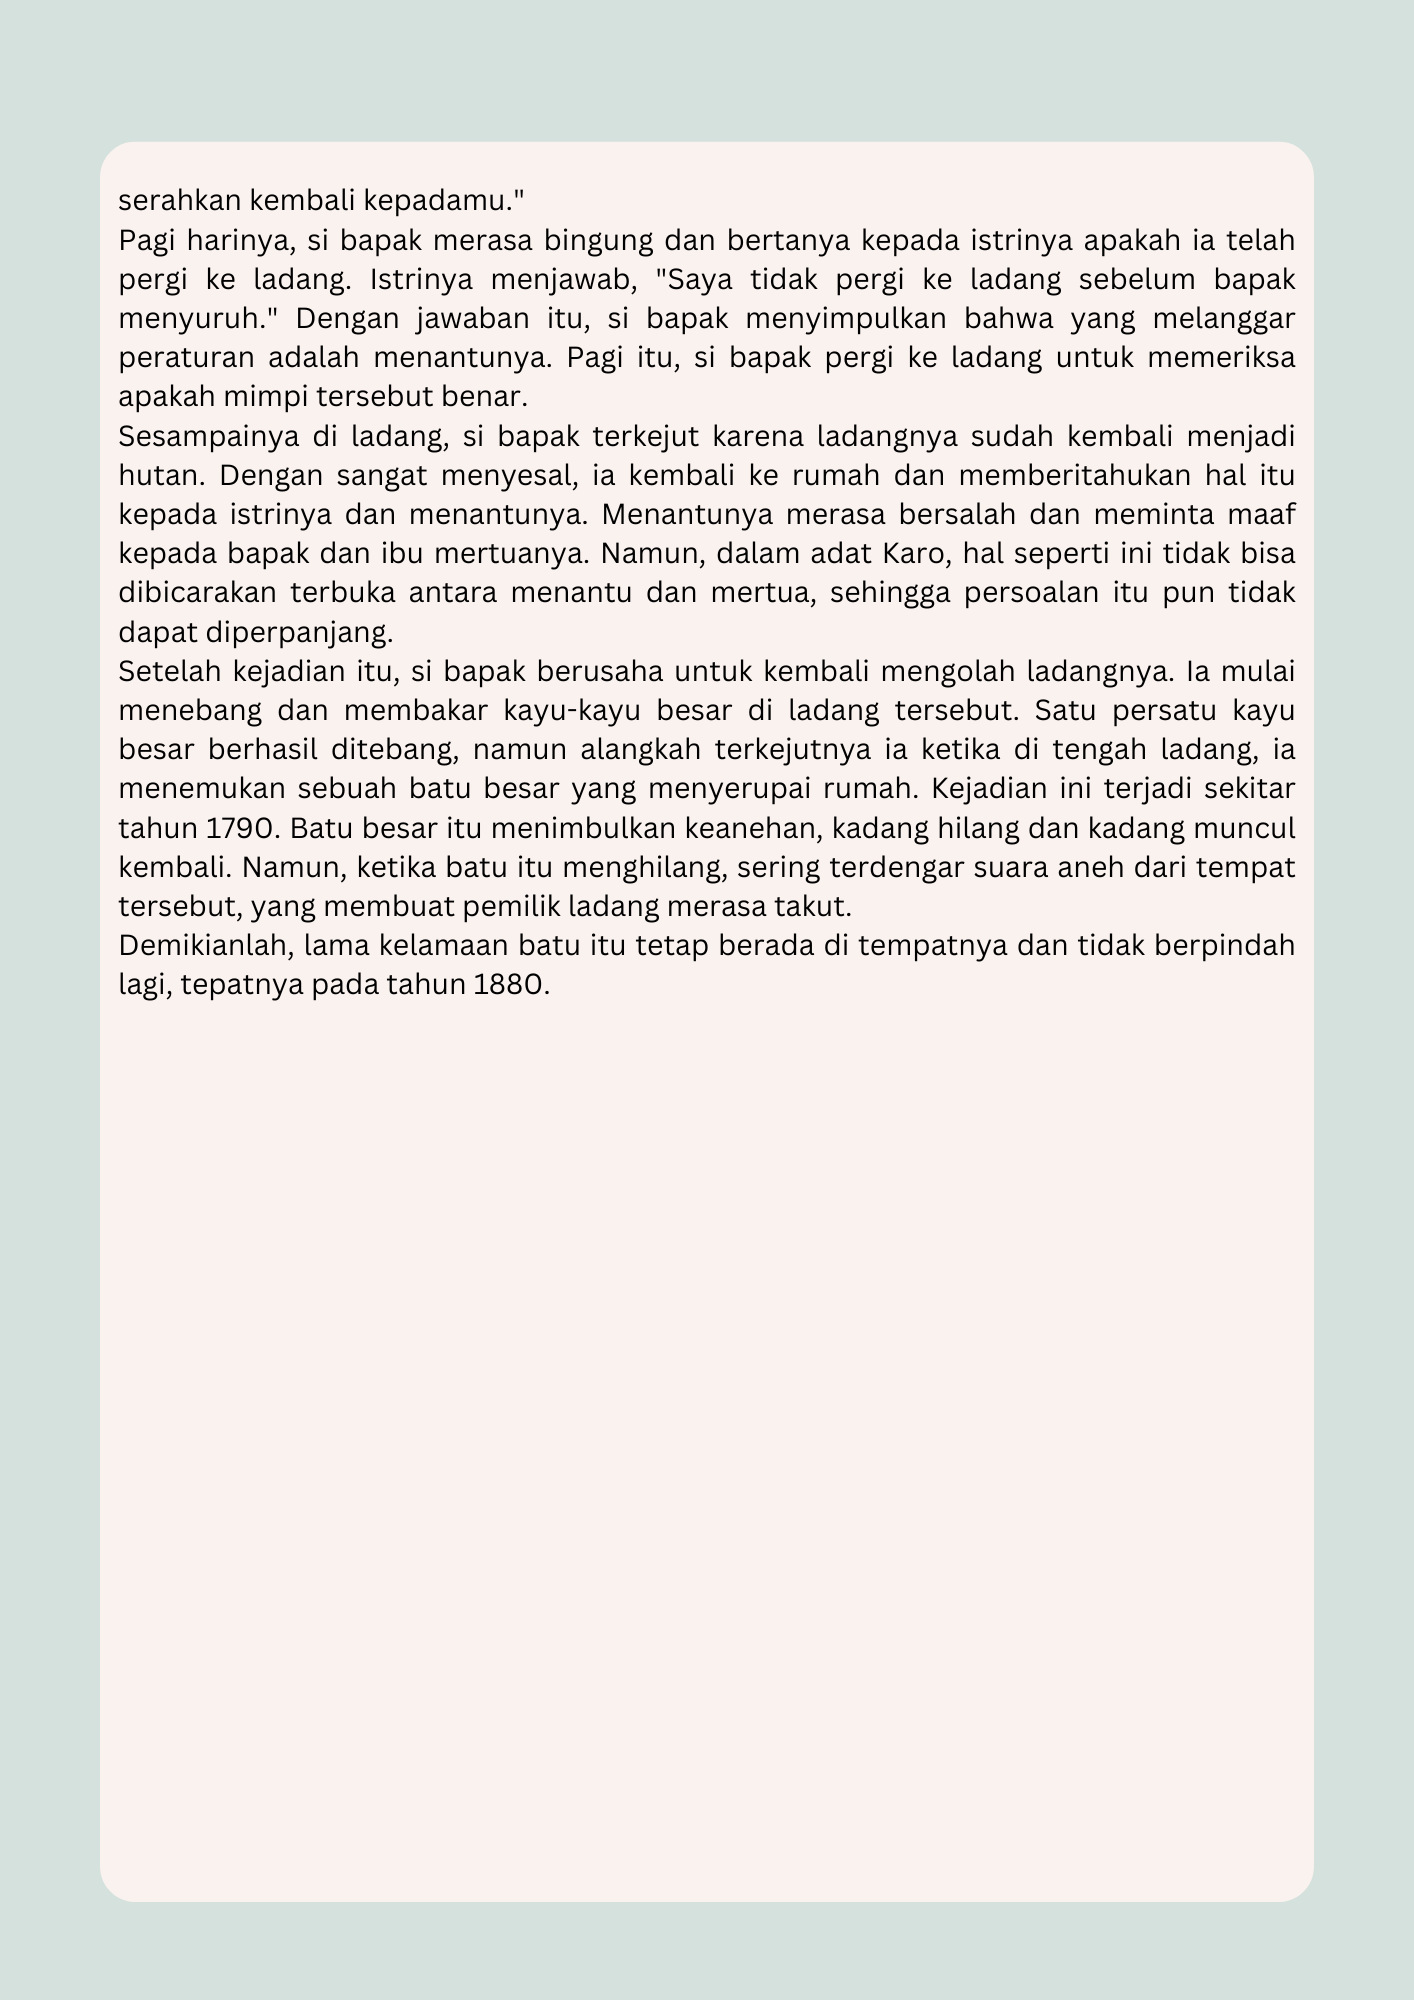 serahkan kembali kepadamu."
Pagi harinya, si bapak merasa bingung dan bertanya kepada istrinya apakah ia telah
pergi ke ladang. Istrinya menjawab, "Saya tidak pergi ke ladang sebelum bapak
menyuruh." Dengan jawaban itu, si bapak menyimpulkan bahwa yang melanggar
peraturan adalah menantunya. Pagi itu, si bapak pergi ke ladang untuk memeriksa
apakah mimpi tersebut benar.
Sesampainya di ladang, si bapak terkejut karena ladangnya sudah kembali menjadi
hutan. Dengan sangat menyesal, ia kembali ke rumah dan memberitahukan hal itu
kepada istrinya dan menantunya. Menantunya merasa bersalah dan meminta maaf
kepada bapak dan ibu mertuanya. Namun, dalam adat Karo, hal seperti ini tidak bisa
dibicarakan terbuka antara menantu dan mertua, sehingga persoalan itu pun tidak
dapat diperpanjang.
Setelah kejadian itu, si bapak berusaha untuk kembali mengolah ladangnya. Ia mulai
menebang dan membakar kayu-kayu besar di ladang tersebut. Satu persatu kayu
besar berhasil ditebang, namun alangkah terkejutnya ia ketika di tengah ladang, ia
menemukan sebuah batu besar yang menyerupai rumah. Kejadian ini terjadi sekitar
tahun 1790. Batu besar itu menimbulkan keanehan, kadang hilang dan kadang muncul
kembali. Namun, ketika batu itu menghilang, sering terdengar suara aneh dari tempat
tersebut, yang membuat pemilik ladang merasa takut.
Demikianlah, lama kelamaan batu itu tetap berada di tempatnya dan tidak berpindah
lagi, tepatnya pada tahun 1880.